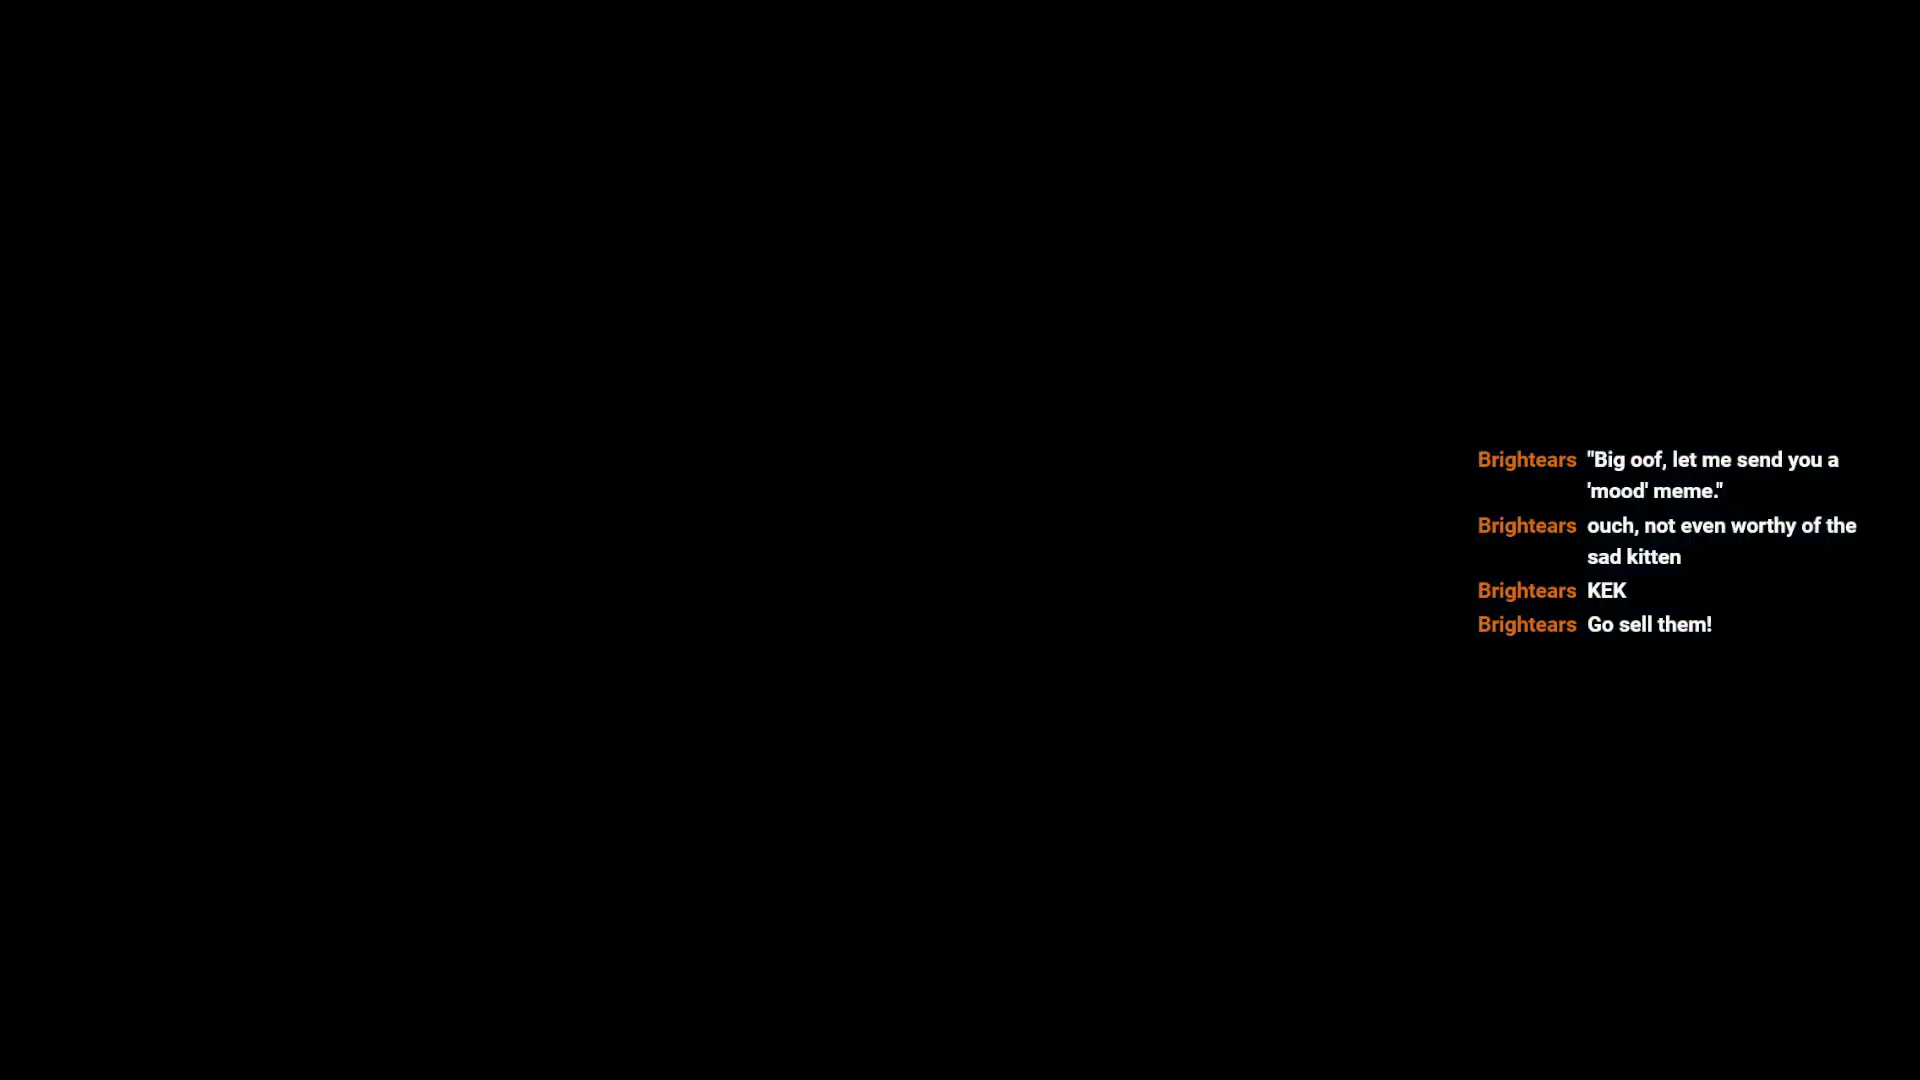 Brightears "Big oof, let me send you a
'mood' meme."
Brightears ouch, not even worthy of the
sad kitten
Brightears KEK
Brightears Go sell them!